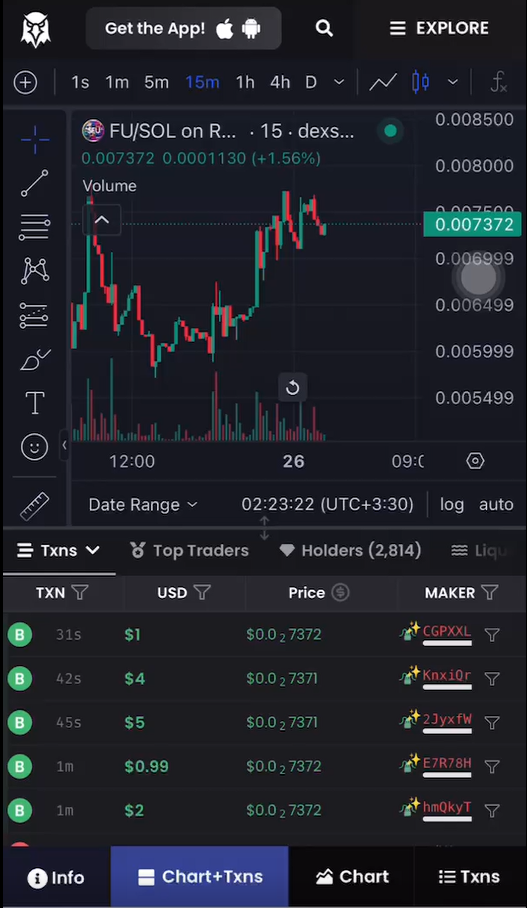 Get the App! EXPLORE
1s 1m 5m 15m 1h 4h D fx
FU/SOL on R... · 15 · dexs...
0.007372 0.0001130 (+1.56%)
Volume
0.008500
0.008000
0.007372
0.006999
0.006499
0.005999
0.005499
12:00 26
Date Range 02:23:22 (UTC+3:30) log auto
Txns Top Traders Holders (2,814)
TXN USD Price MAKER
B 31s $1 $0.0₂7372 CGPXXL
B 42s $4 $0.0₂7371 KnxiQr
B 45s $5 $0.0₂7371 2JyxfW
B 1m $0.99 $0.0₂7372 E7R78H
B 1m $2 $0.0₂7372 hmQkyT
Info Chart+Txns Chart Txns